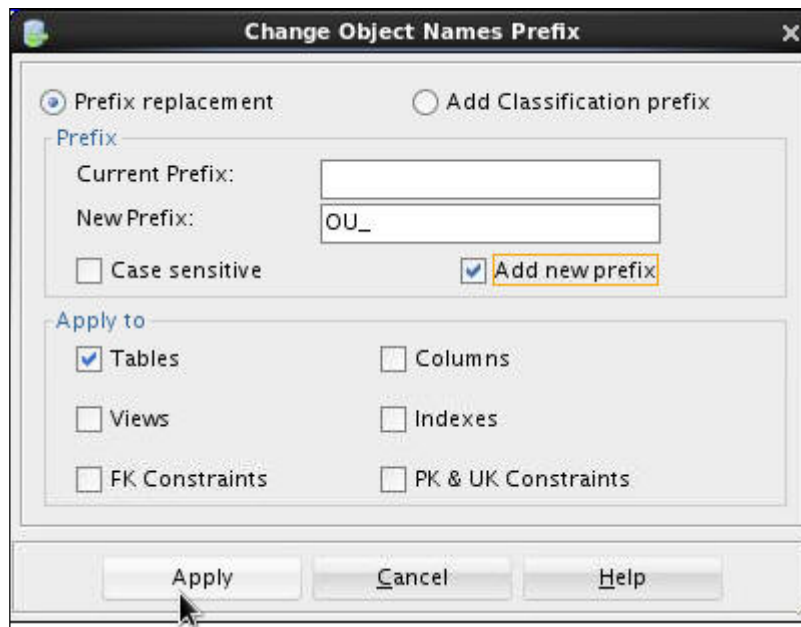 Change Object Names Prefix
Prefix replacement Add Classification prefix
Prefix
Current Prefix:
New Prefix: OU_
Case sensitive Add new prefix
Apply to
Tables Columns
Views Indexes
FK Constraints PK & UK Constraints
Apply Cancel Help